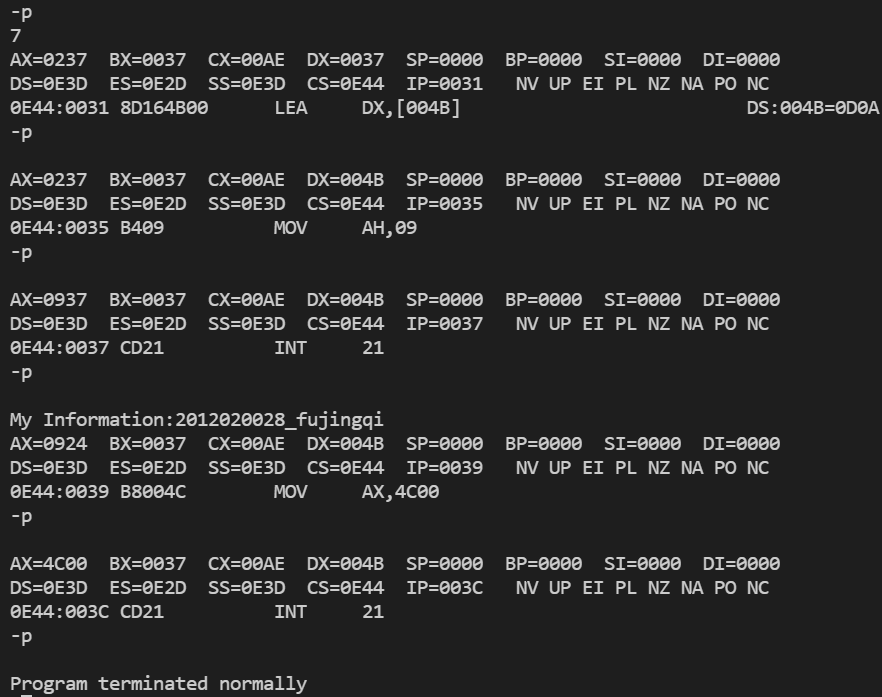 -p
7
AX=0237  BX=0037  CX=00AE  DX=0037  SP=0000  BP=0000  SI=0000  DI=0000
DS=0E3D  ES=0E2D  SS=0E3D  CS=0E44  IP=0031   NV UP EI PL NZ NA PO NC
0E44:0031 8D164B00      LEA     DX,[004B]                          DS:004B=0D0A
-p
AX=0237  BX=0037  CX=00AE  DX=004B  SP=0000  BP=0000  SI=0000  DI=0000
DS=0E3D  ES=0E2D  SS=0E3D  CS=0E44  IP=0035   NV UP EI PL NZ NA PO NC
0E44:0035 B409          MOV     AH,09
-p
AX=0937  BX=0037  CX=00AE  DX=004B  SP=0000  BP=0000  SI=0000  DI=0000
DS=0E3D  ES=0E2D  SS=0E3D  CS=0E44  IP=0037   NV UP EI PL NZ NA PO NC
0E44:0037 CD21          INT     21
-p
My Information:2012020028_fujingqi
AX=0924  BX=0037  CX=00AE  DX=004B  SP=0000  BP=0000  SI=0000  DI=0000
DS=0E3D  ES=0E2D  SS=0E3D  CS=0E44  IP=0039   NV UP EI PL NZ NA PO NC
0E44:0039 B8004C        MOV     AX,4C00
-p
AX=4C00  BX=0037  CX=00AE  DX=004B  SP=0000  BP=0000  SI=0000  DI=0000
DS=0E3D  ES=0E2D  SS=0E3D  CS=0E44  IP=003C   NV UP EI PL NZ NA PO NC
0E44:003C CD21          INT     21
-p
Program terminated normally